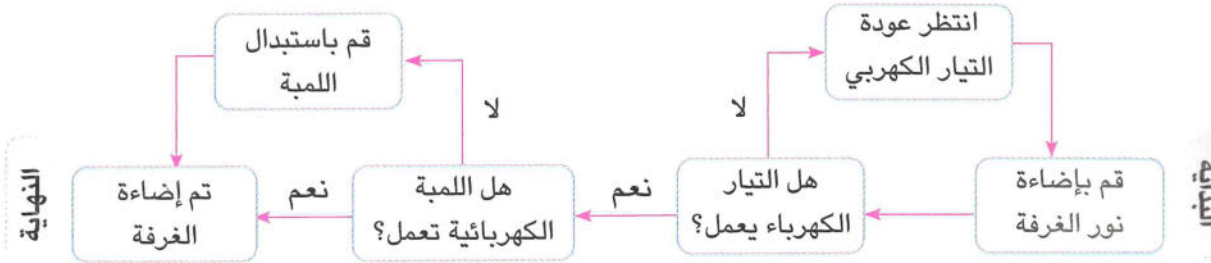 البداية
قم بإضاءة
نور الغرفة
انتظر عودة
التيار الكهربي
هل التيار
الكهرباء يعمل؟
لا
نعم
هل اللمبة
الكهربائية تعمل؟
لا
قم باستبدال
اللمبة
نعم
تم إضاءة
الغرفة
النهاية